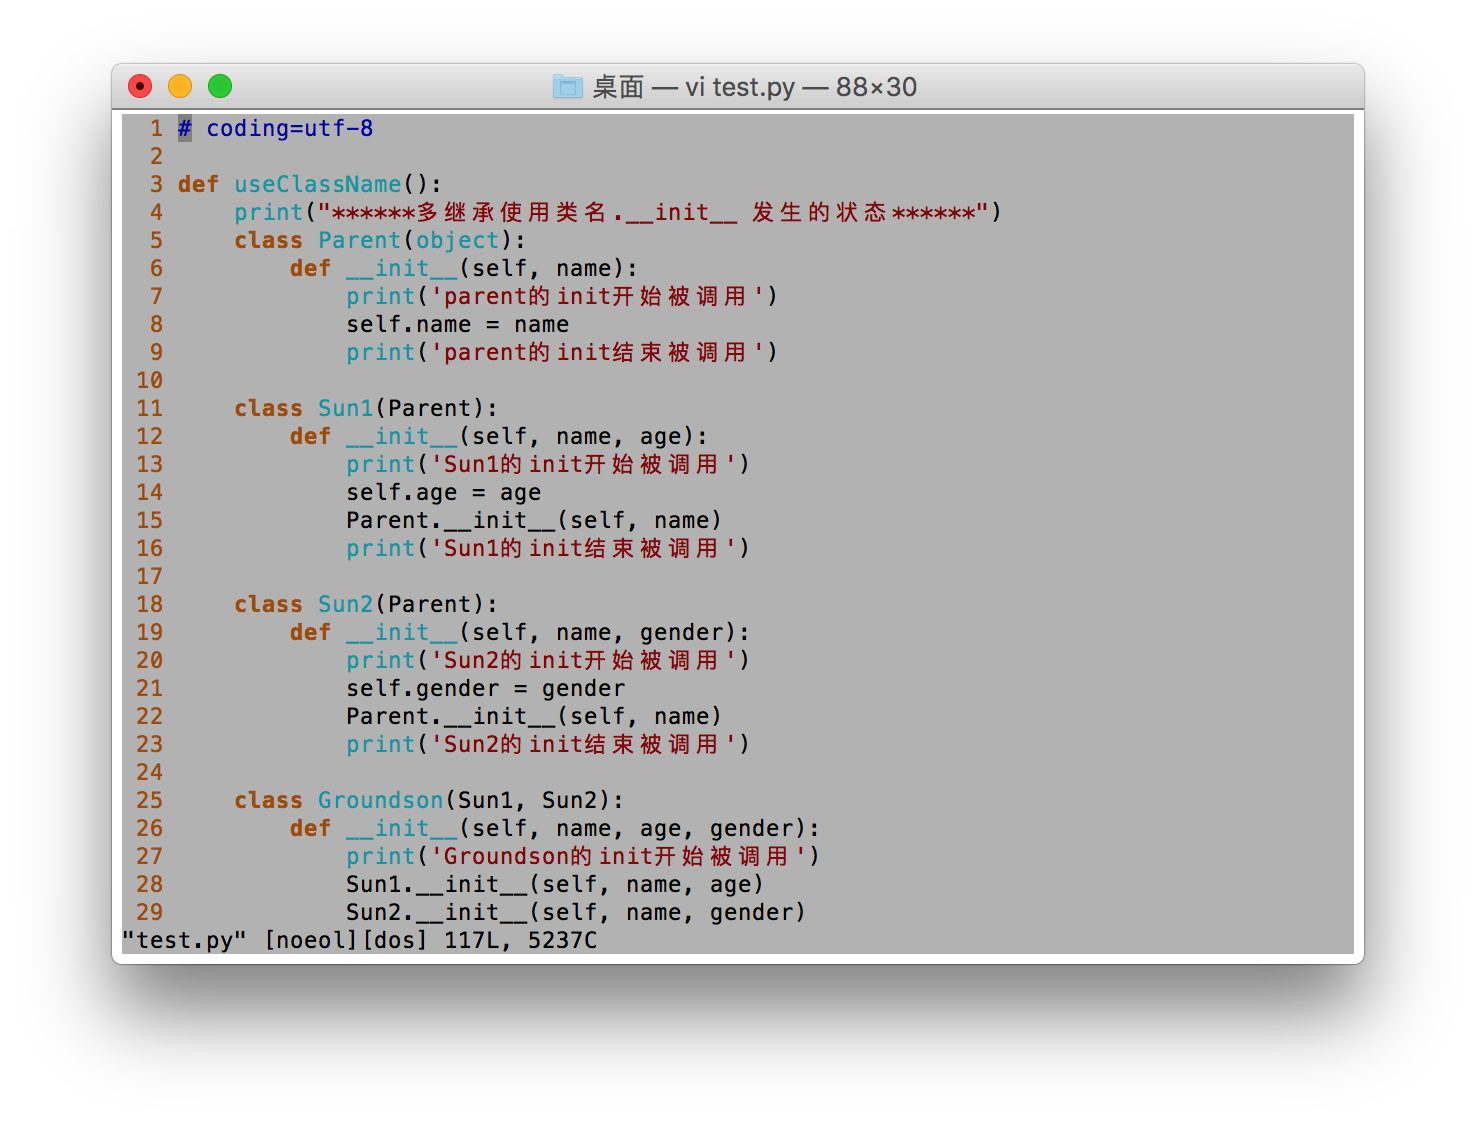 桌面 — vi test.py — 88×30
1 # coding=utf-8
2
3 def useClassName():
4     print("******多继承使用类名.__init__ 发生的状态******")
5     class Parent(object):
6         def __init__(self, name):
7             print('parent的init开始被调用')
8             self.name = name
9             print('parent的init结束被调用')
10
11     class Sun1(Parent):
12         def __init__(self, name, age):
13             print('Sun1的init开始被调用')
14             self.age = age
15             Parent.__init__(self, name)
16             print('Sun1的init结束被调用')
17
18     class Sun2(Parent):
19         def __init__(self, name, gender):
20             print('Sun2的init开始被调用')
21             self.gender = gender
22             Parent.__init__(self, name)
23             print('Sun2的init结束被调用')
24
25     class Groundson(Sun1, Sun2):
26         def __init__(self, name, age, gender):
27             print('Groundson的init开始被调用')
28             Sun1.__init__(self, name, age)
29             Sun2.__init__(self, name, gender)
"test.py" [noeol][dos] 117L, 5237C